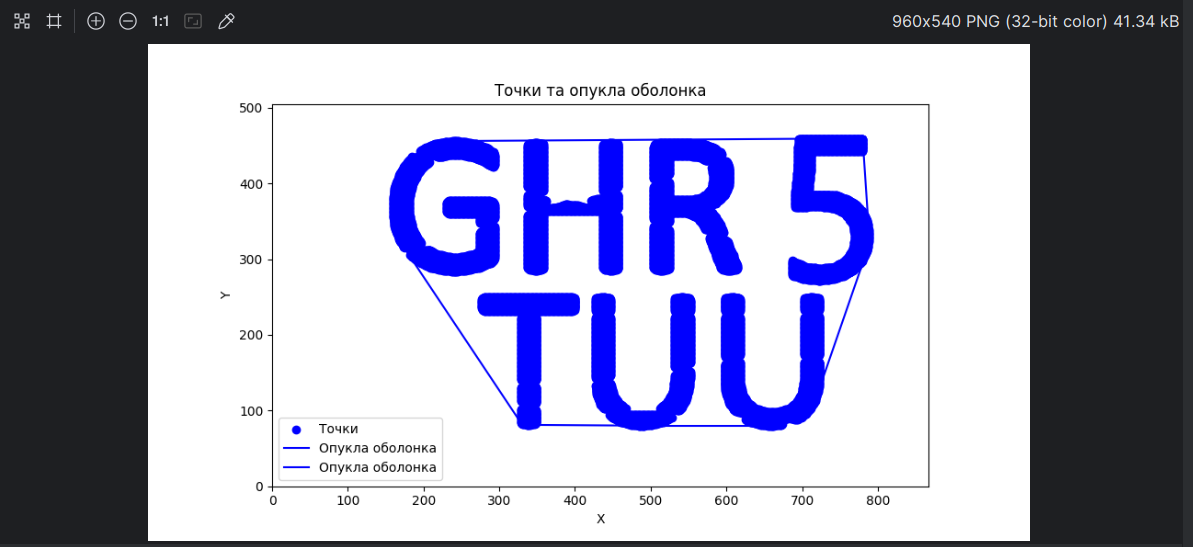 1:1
960x540 PNG (32-bit color) 41.34 kB
Точки та опукла оболонка
500
400
300
200
100
0
Y
GHR 5
TUU
Точки
Опукла оболонка
Опукла оболонка
0 100 200 300 400 500 600 700 800
X